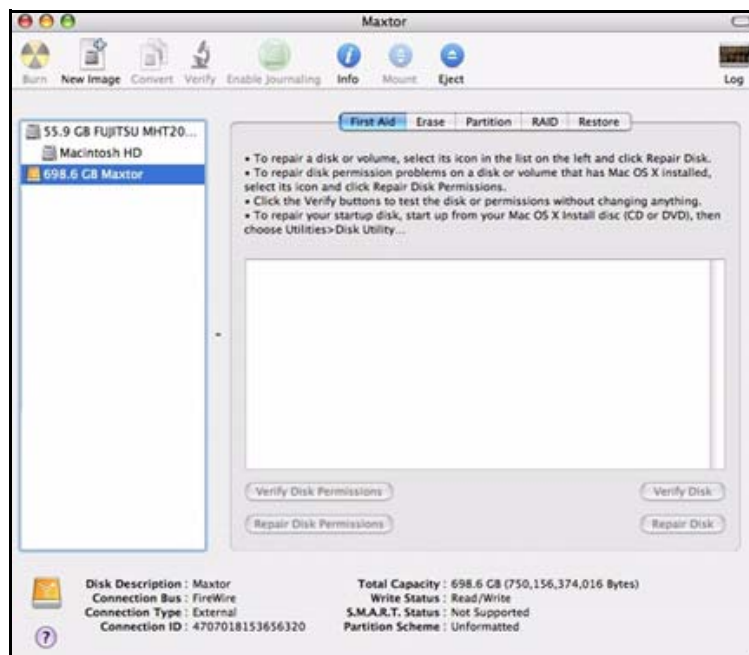 Maxtor
Burn New Image Convert Verify Enable Journaling Info Mount Eject Log
55.9 GB FUJITSU MHT20...
Macintosh HD
698.6 GB Maxtor
First Aid Erase Partition RAID Restore
• To repair a disk or volume, select its icon in the list on the left and click Repair Disk.
• To repair disk permission problems on a disk or volume that has Mac OS X installed,
select its icon and click Repair Disk Permissions.
• Click the Verify buttons to test the disk or permissions without changing anything.
• To repair your startup disk, start up from your Mac OS X Install disc (CD or DVD), then
choose Utilities>Disk Utility...
Verify Disk Permissions Verify Disk
Repair Disk Permissions Repair Disk
Disk Description : Maxtor
Connection Bus : FireWire
Connection Type : External
Connection ID : 4707018153656320
Total Capacity : 698.6 GB (750,156,374,016 Bytes)
Write Status : Read/Write
S.M.A.R.T. Status : Not Supported
Partition Scheme : Unformatted
?